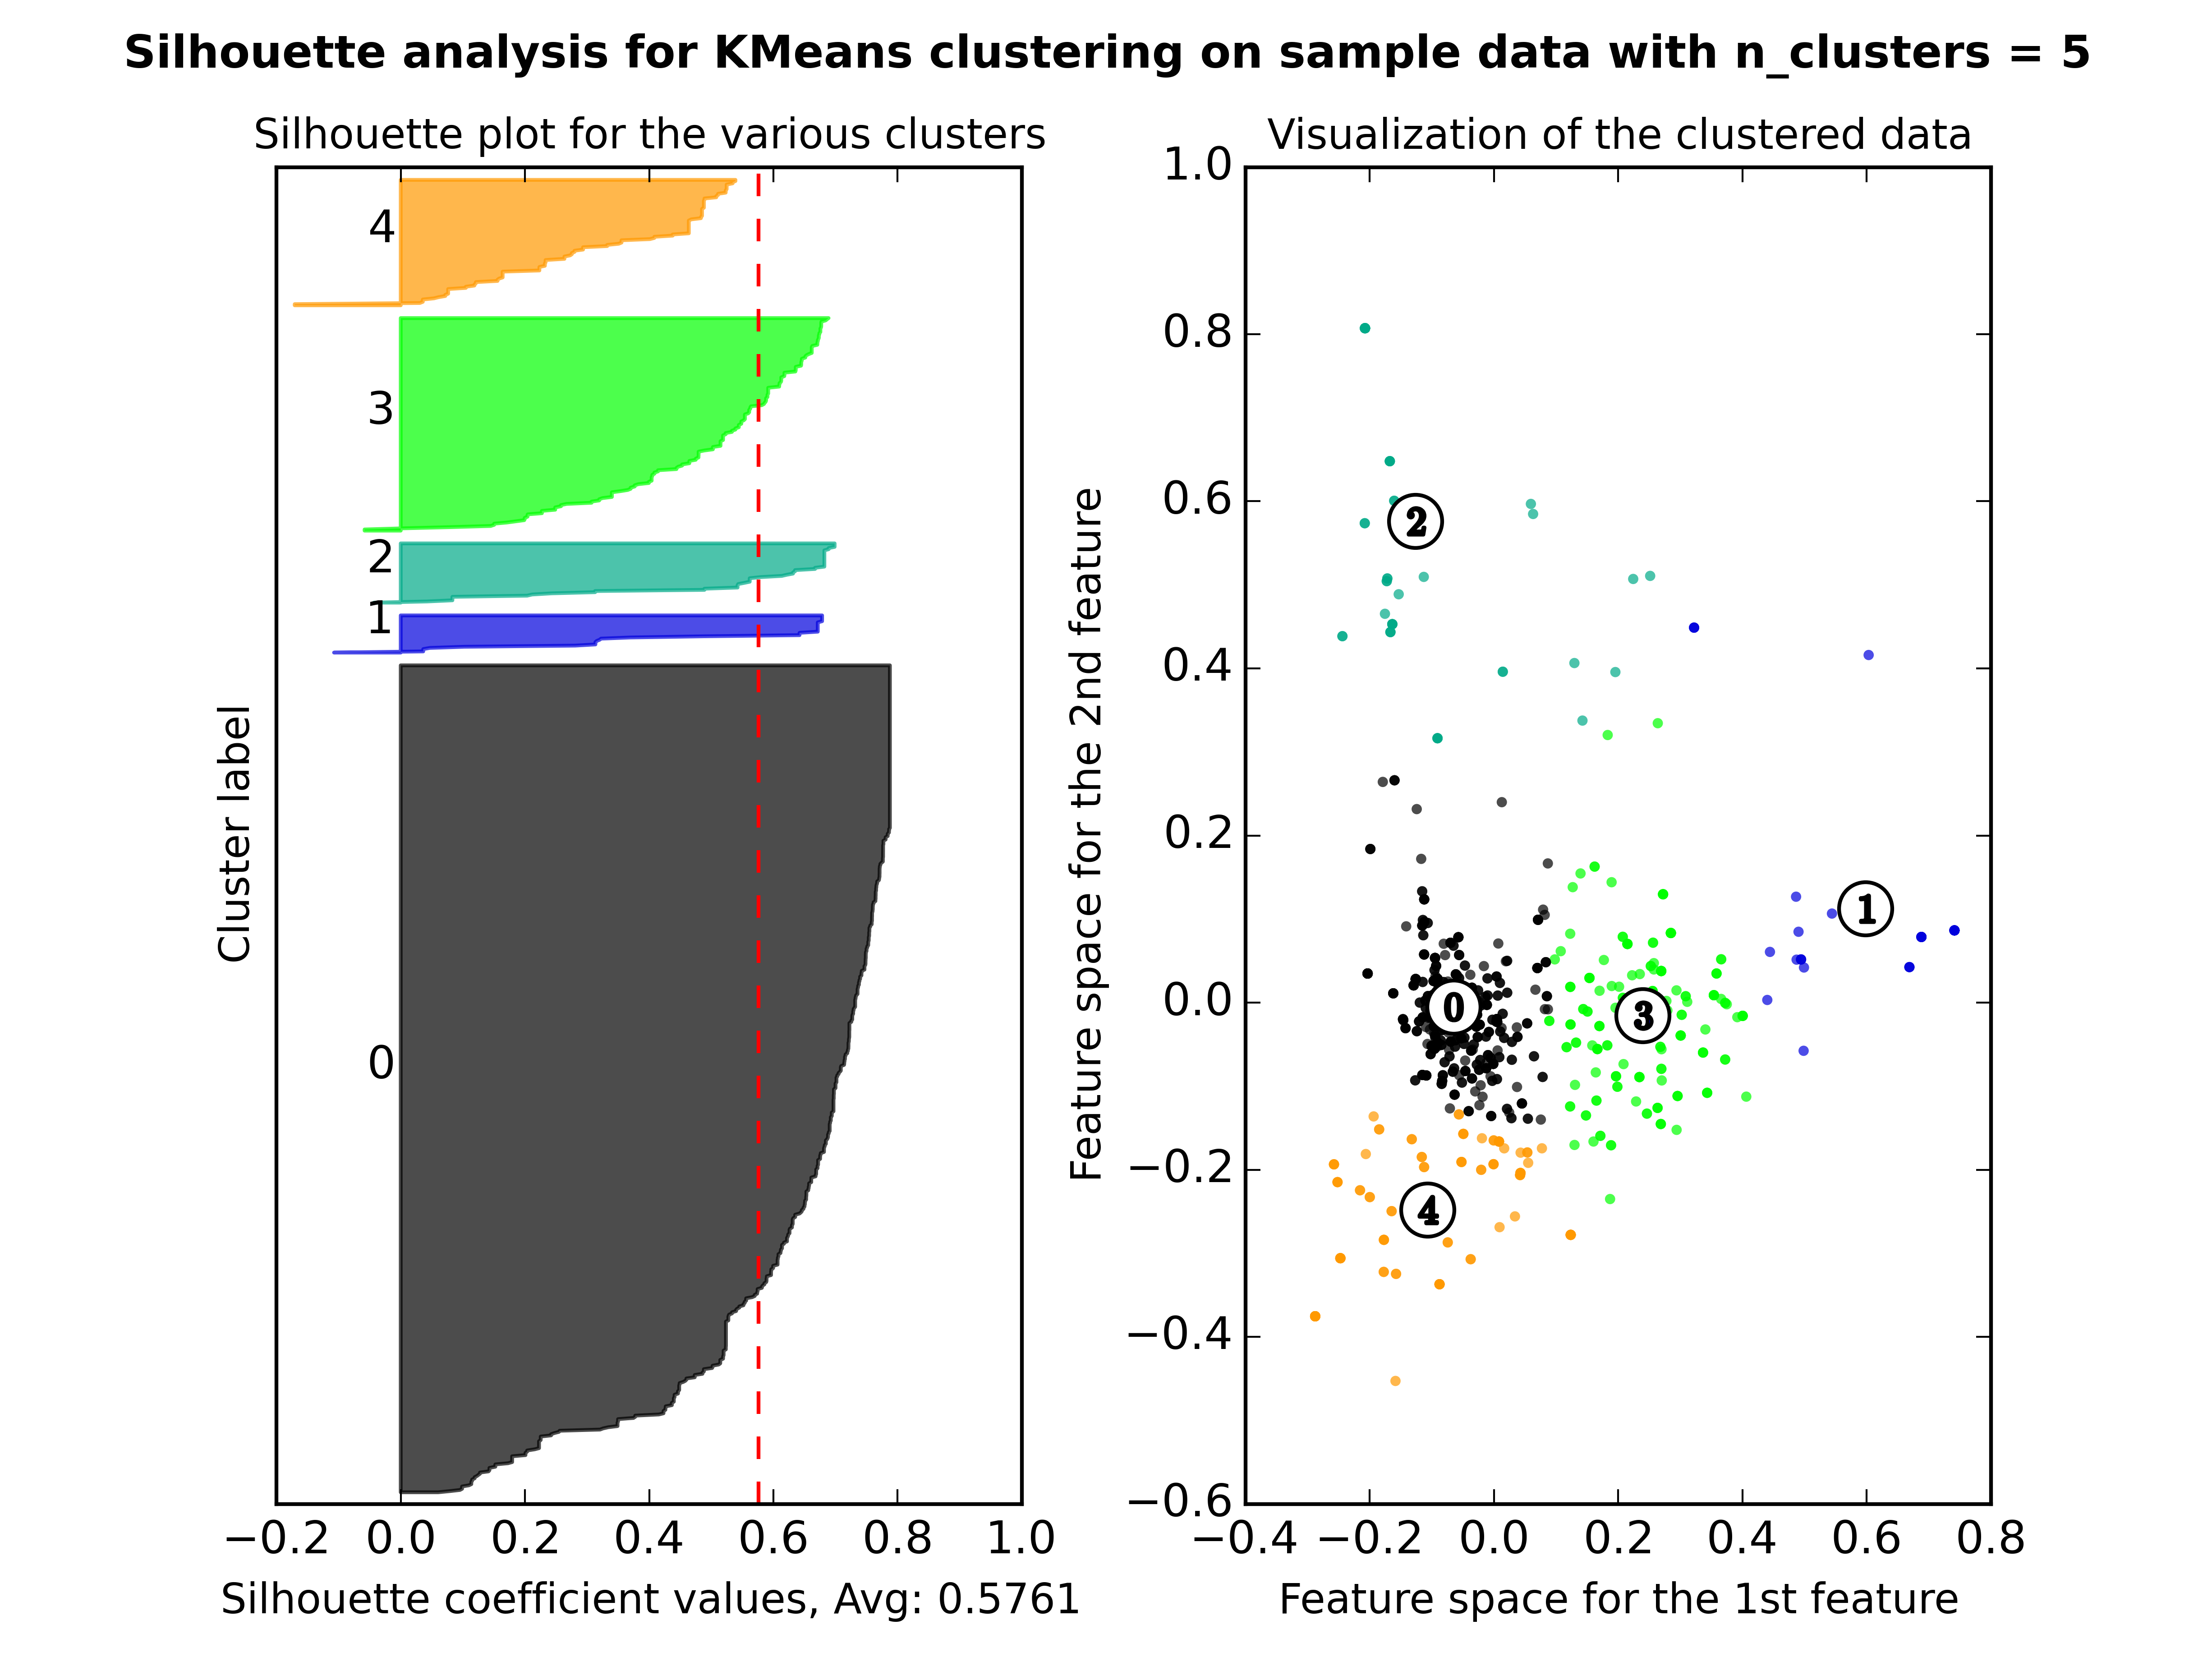 Silhouette analysis for KMeans clustering on sample data with n_clusters = 5
Silhouette plot for the various clusters
4
3
2
1
0
Cluster label
−0.2 0.0 0.2 0.4 0.6 0.8 1.0
Silhouette coefficient values, Avg: 0.5761
Visualization of the clustered data
1.0
0.8
0.6
0.4
0.2
0.0
−0.2
−0.4
−0.6
Feature space for the 2nd feature
2
1
0
3
4
−0.4 −0.2 0.0 0.2 0.4 0.6 0.8
Feature space for the 1st feature